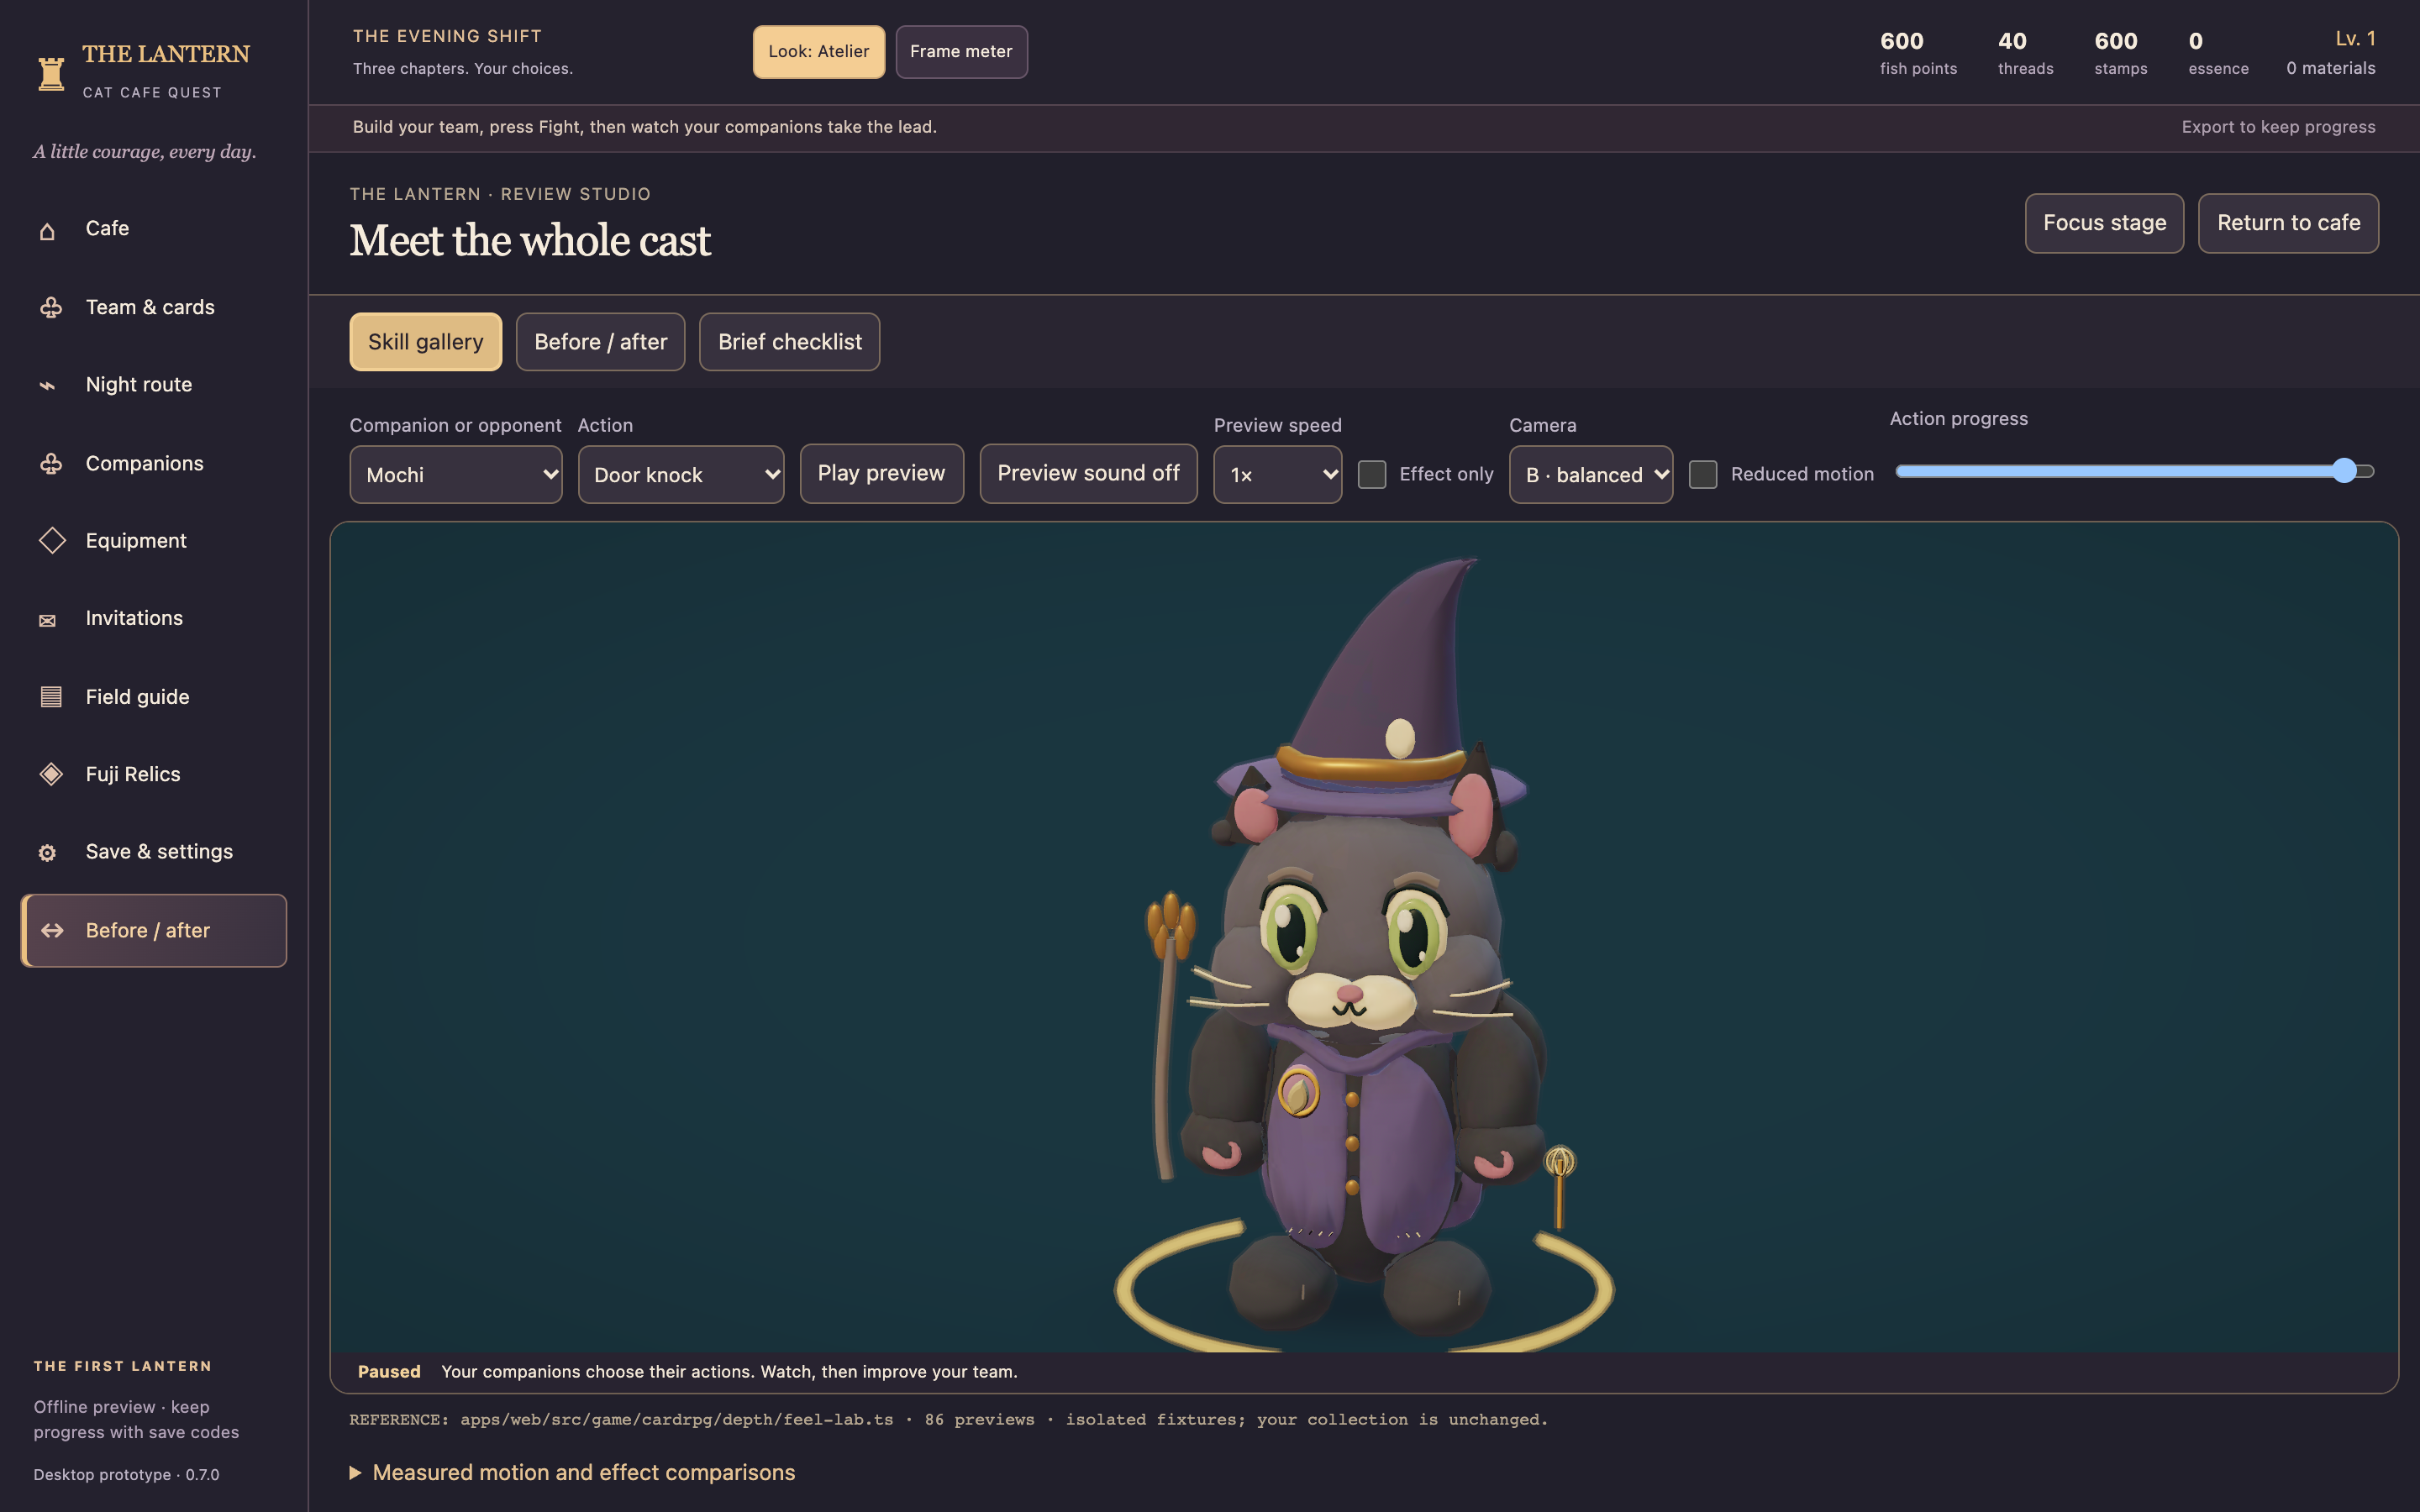 THE LANTERN
CAT CAFE QUEST
A little courage, every day.
Cafe
Team & cards
Night route
Companions
Equipment
Invitations
Field guide
Fuji Relics
Save & settings
Before / after
THE FIRST LANTERN
Offline preview · keep
progress with save codes
Desktop prototype · 0.7.0
THE EVENING SHIFT
Three chapters. Your choices.
Look: Atelier
Frame meter
600
fish points
40
threads
600
stamps
0
essence
Lv. 1
0 materials
Build your team, press Fight, then watch your companions take the lead.
Export to keep progress
THE LANTERN · REVIEW STUDIO
Meet the whole cast
Focus stage
Return to cafe
Skill gallery
Before / after
Brief checklist
Companion or opponent
Mochi
Action
Door knock
Play preview
Preview sound off
Preview speed
1×
Effect only
Camera
B · balanced
Reduced motion
Action progress
Paused Your companions choose their actions. Watch, then improve your team.
REFERENCE: apps/web/src/game/cardrpg/depth/feel-lab.ts · 86 previews · isolated fixtures; your collection is unchanged.
Measured motion and effect comparisons